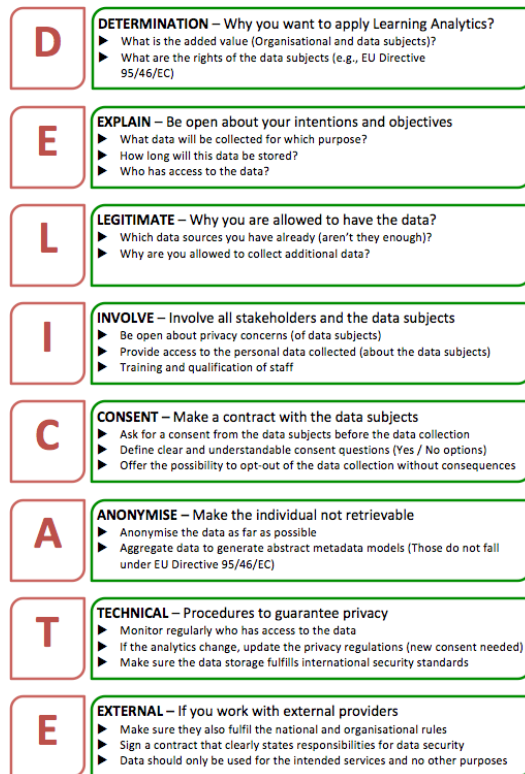 D
DETERMINATION – Why you want to apply Learning Analytics?
▶ What is the added value (Organisational and data subjects)?
▶ What are the rights of the data subjects (e.g., EU Directive
95/46/EC)
E
EXPLAIN – Be open about your intentions and objectives
▶ What data will be collected for which purpose?
▶ How long will this data be stored?
▶ Who has access to the data?
L
LEGITIMATE – Why you are allowed to have the data?
▶ Which data sources you have already (aren't they enough)?
▶ Why are you allowed to collect additional data?
I
INVOLVE – Involve all stakeholders and the data subjects
▶ Be open about privacy concerns (of data subjects)
▶ Provide access to the personal data collected (about the data subjects)
▶ Training and qualification of staff
C
CONSENT – Make a contract with the data subjects
▶ Ask for a consent from the data subjects before the data collection
▶ Define clear and understandable consent questions (Yes / No options)
▶ Offer the possibility to opt-out of the data collection without consequences
A
ANONYMISE – Make the individual not retrievable
▶ Anonymise the data as far as possible
▶ Aggregate data to generate abstract metadata models (Those do not fall
under EU Directive 95/46/EC)
T
TECHNICAL – Procedures to guarantee privacy
▶ Monitor regularly who has access to the data
▶ If the analytics change, update the privacy regulations (new consent needed)
▶ Make sure the data storage fulfills international security standards
E
EXTERNAL – If you work with external providers
▶ Make sure they also fulfil the national and organisational rules
▶ Sign a contract that clearly states responsibilities for data security
▶ Data should only be used for the intended services and no other purposes